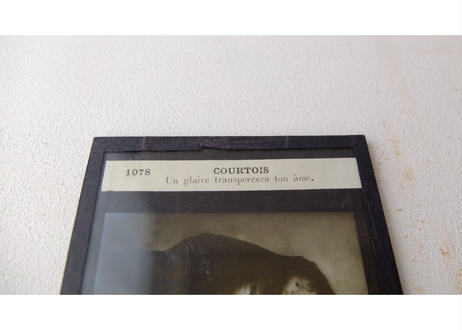 1078 COURTOIS
Un glaive transpercera ton âme.